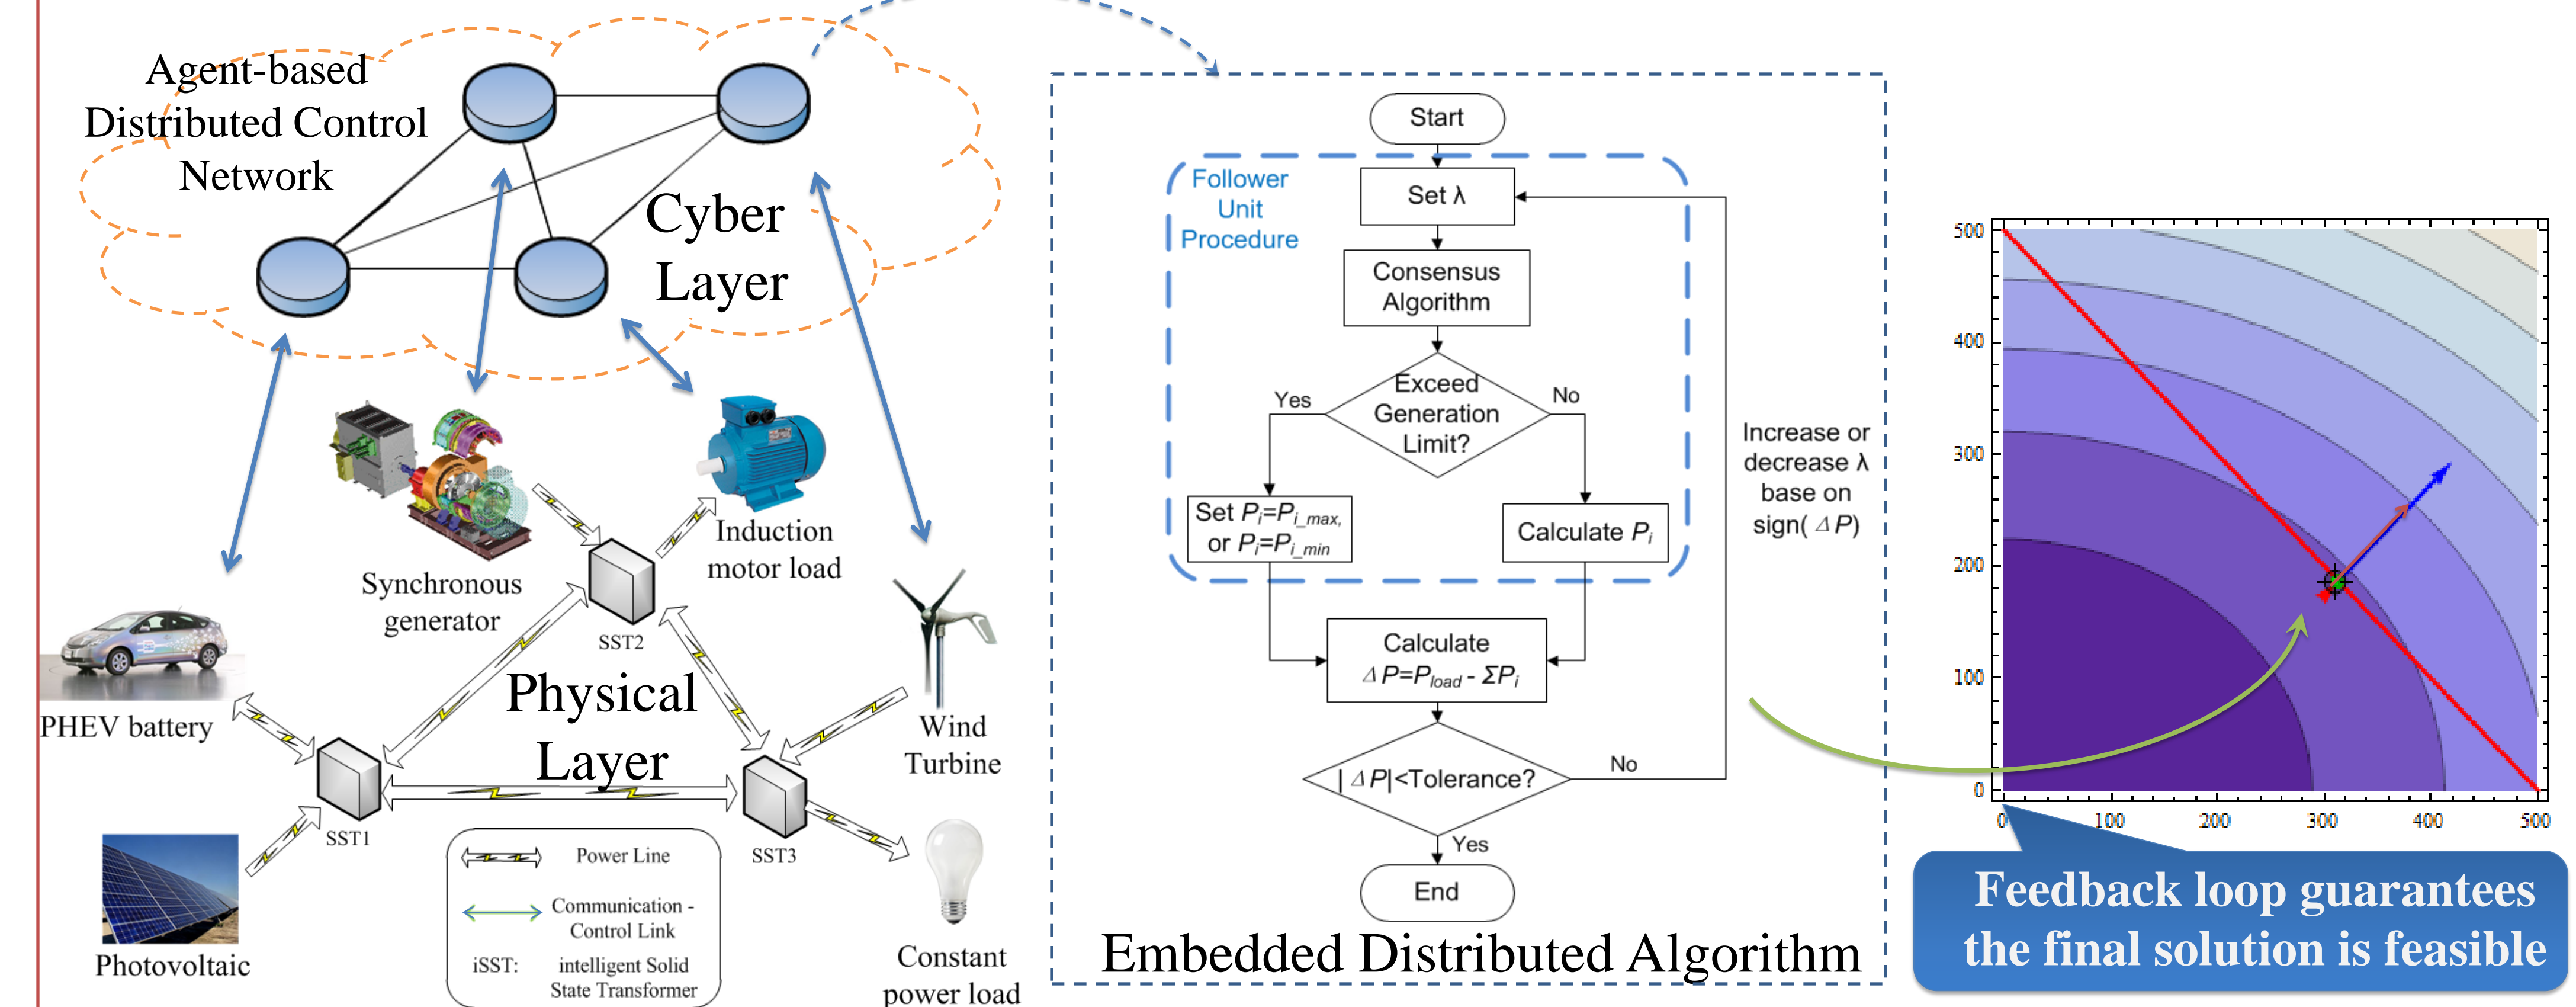 Agent-based
Distributed Control
Network
Cyber
Layer
Synchronous
generator
Induction
motor load
SST2
PHEV battery
Physical
Layer
Wind
Turbine
SST1
SST3
Photovoltaic
Power Line
Communication -
Control Link
iSST: intelligent Solid
State Transformer
Constant
power load
Start
Follower
Unit
Procedure
Set λ
Consensus
Algorithm
Exceed
Generation
Limit?
Yes
No
Set Pi=Pi_max,
or Pi=Pi_min
Calculate Pi
Increase or
decrease λ
base on
sign( ΔP)
Calculate
ΔP=Pload - ΣPi
| ΔP|<Tolerance?
No
Yes
End
Embedded Distributed Algorithm
500
400
300
200
100
0
0 100 200 300 400 500
Feedback loop guarantees
the final solution is feasible